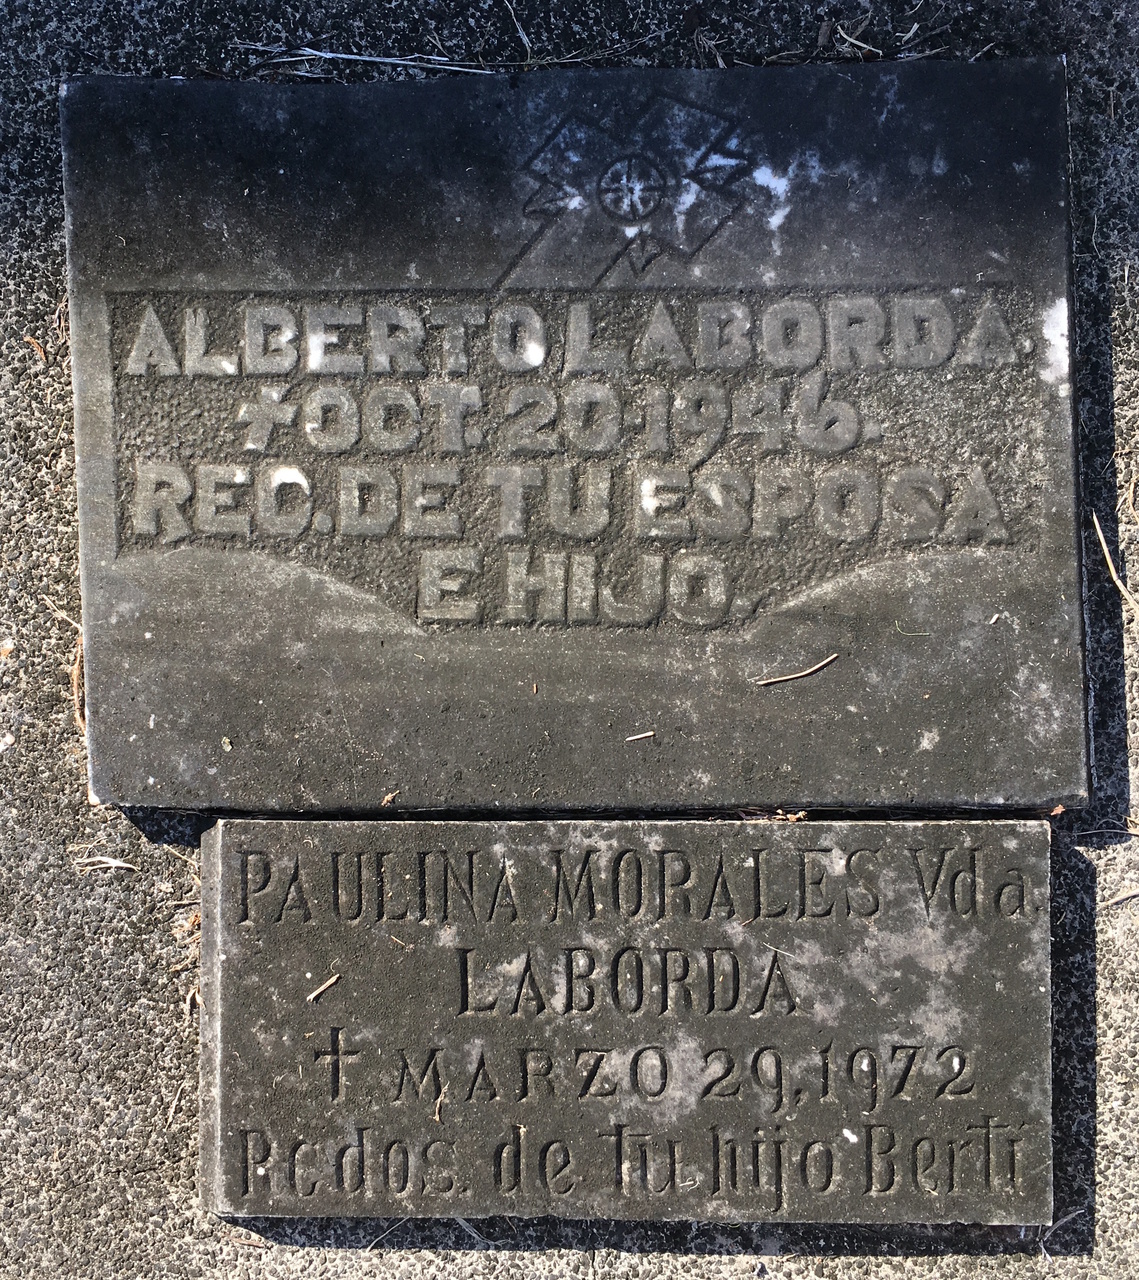 ALBERTO LABORDA.
† OCT. 20-1946.
REC. DE TU ESPOSA
E HIJO.
PAULINA MORALES Vda.
LABORDA
† MARZO 29, 1972
Rcdos. de tu hijo Berti